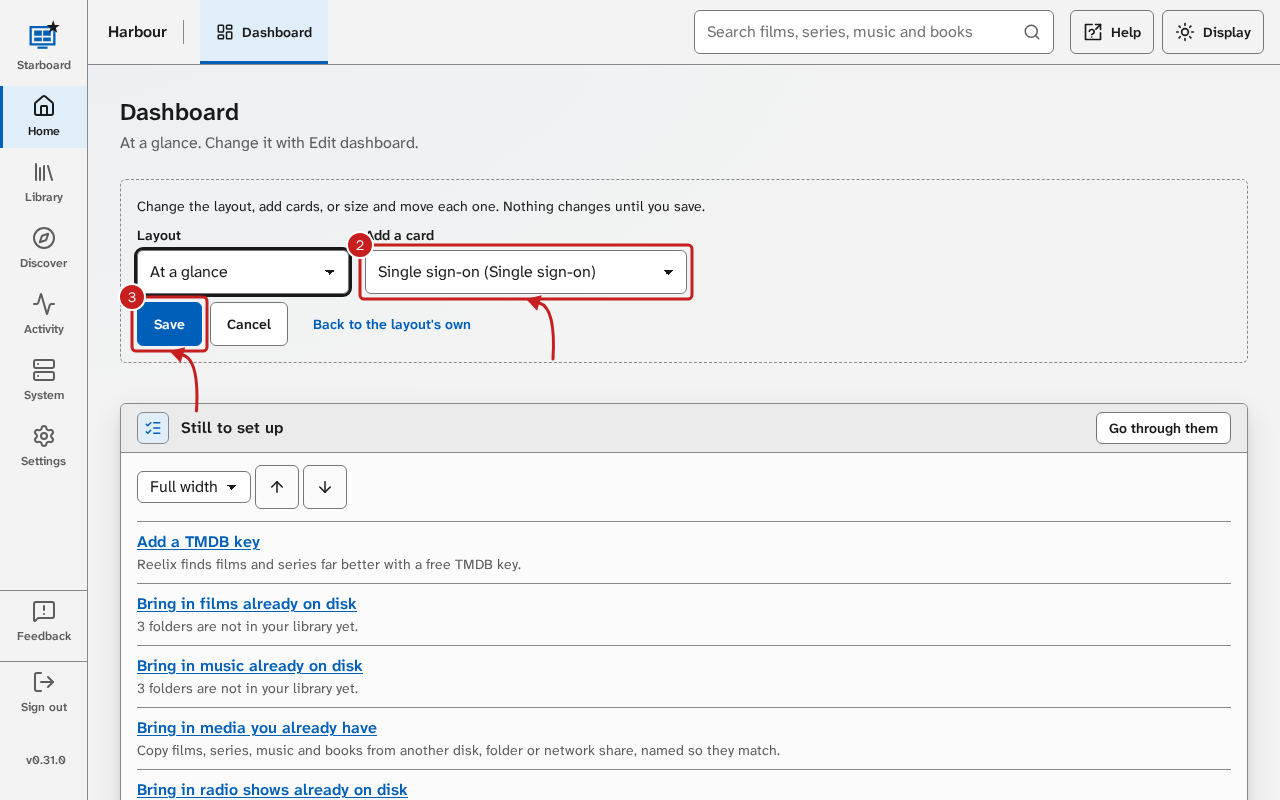 Starboard
Home
Library
Discover
Activity
System
Settings
Feedback
Sign out
v0.31.0
Harbour
Dashboard
Search films, series, music and books
Help
Display
Dashboard
At a glance. Change it with Edit dashboard.
Change the layout, add cards, or size and move each one. Nothing changes until you save.
Layout
Add a card
2
At a glance
Single sign-on (Single sign-on)
3
Save
Cancel
Back to the layout's own
Still to set up
Go through them
Full width
Add a TMDB key
Reelix finds films and series far better with a free TMDB key.
Bring in films already on disk
3 folders are not in your library yet.
Bring in music already on disk
3 folders are not in your library yet.
Bring in media you already have
Copy films, series, music and books from another disk, folder or network share, named so they match.
Bring in radio shows already on disk